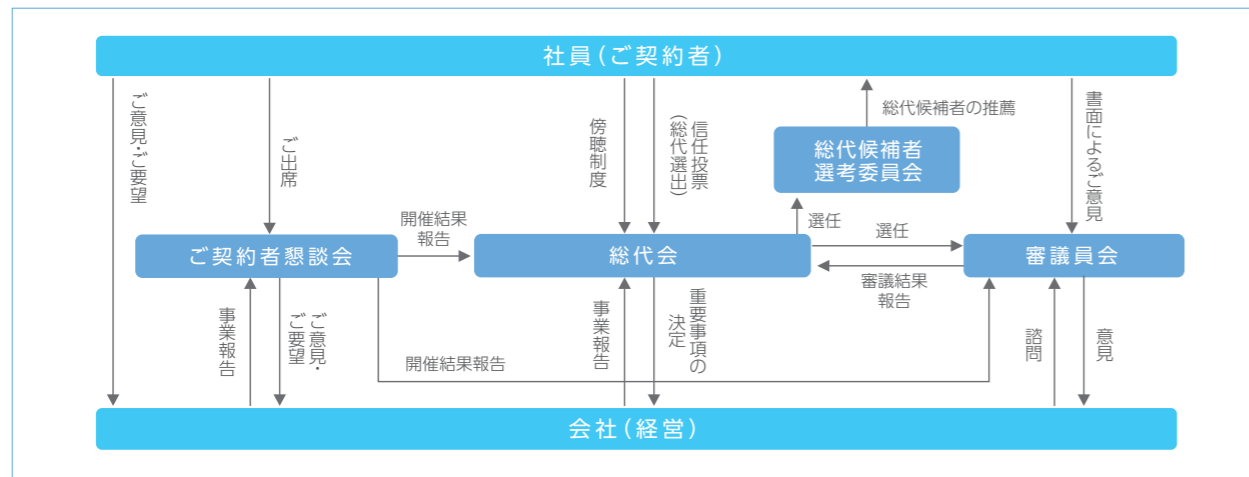 社員（ご契約者）
ご意見・ご要望
ご出席
傍聴制度
信任投票
（総代選出）
総代候補者の推薦
書面によるご意見
総代候補者
選考委員会
開催結果
報告
選任
選任
ご契約者懇談会
総代会
審議員会
審議結果
報告
事業報告
ご意見・
ご要望
開催結果報告
事業報告
重要事項の
決定
諮問
意見
会社（経営）